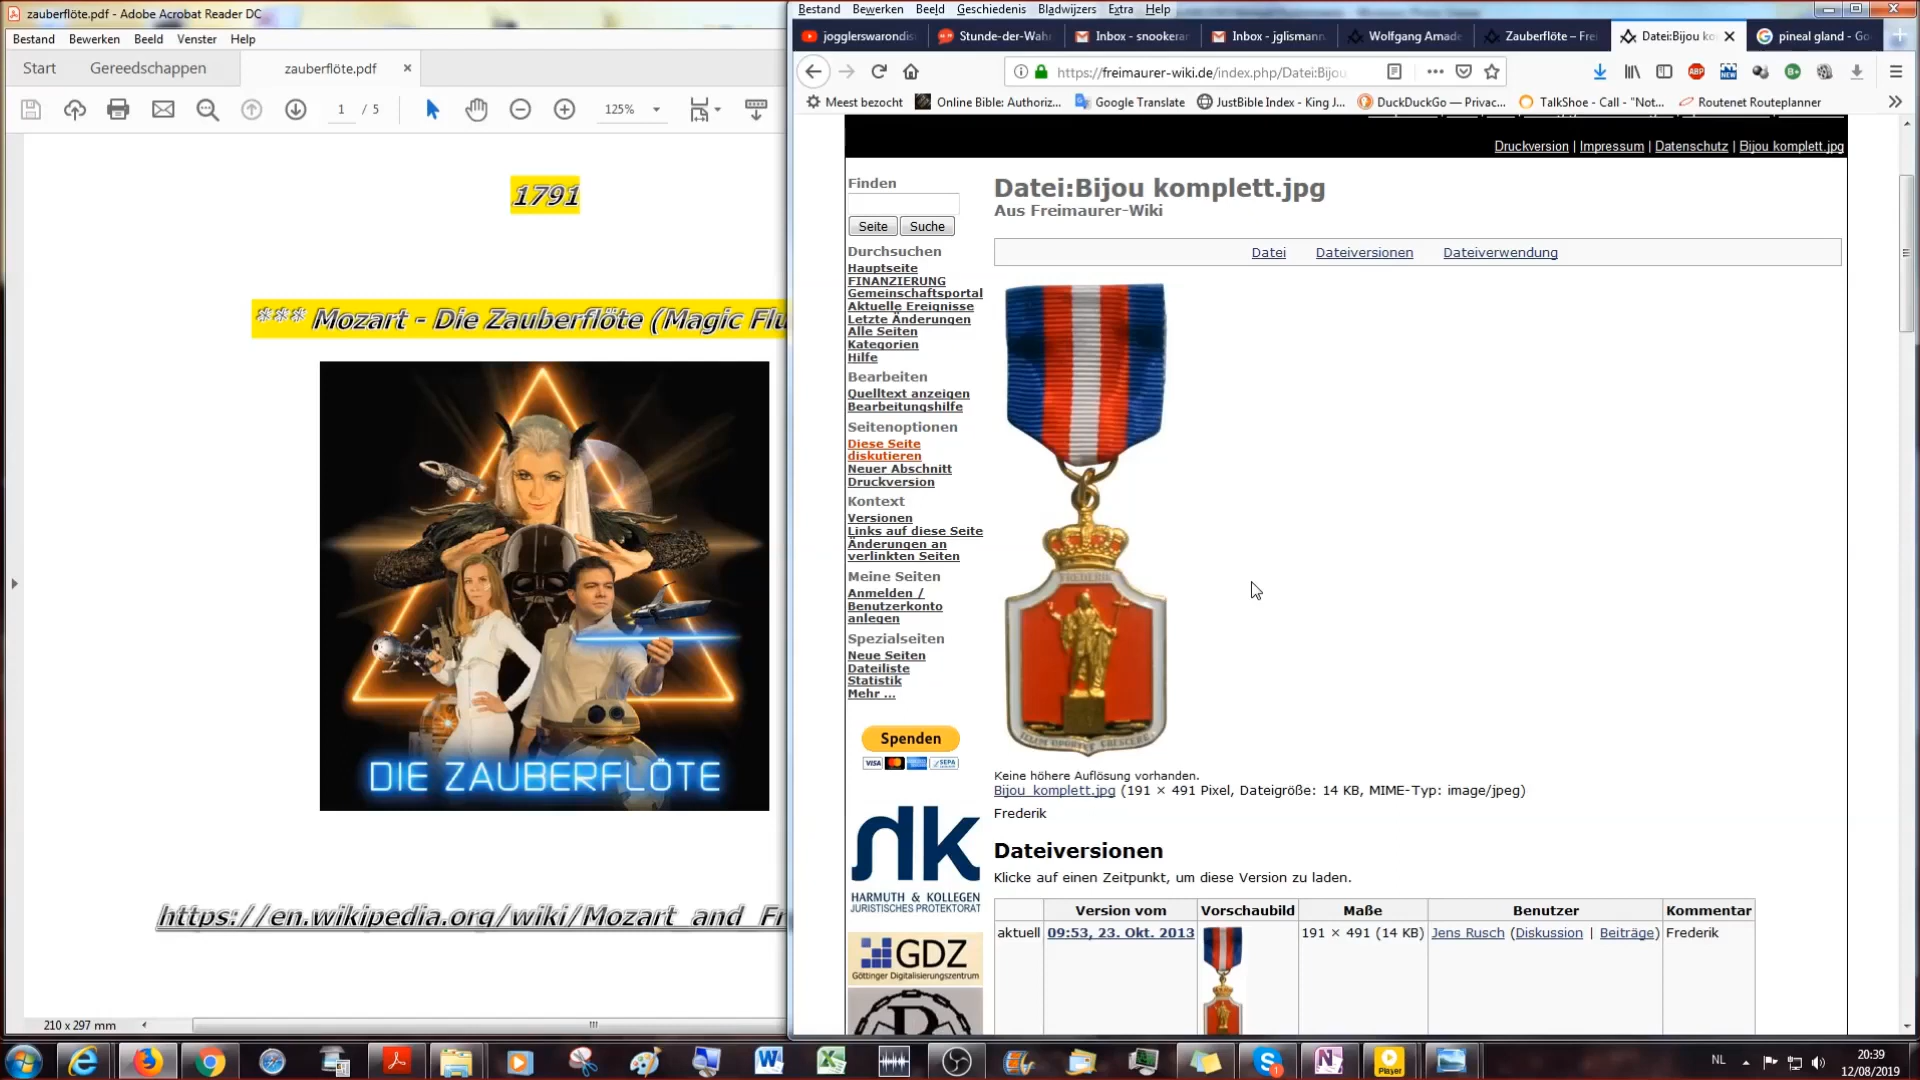 zauberflöte.pdf - Adobe Acrobat Reader DC
Bestand Bewerken Beeld Venster Help
Start Gereedschappen zauberflöte.pdf ×
1 / 5 125%
1791
*** Mozart - Die Zauberflöte (Magic Flu
DIE ZAUBERFLÖTE
https://en.wikipedia.org/wiki/Mozart_and_Fr
210 x 297 mm
Bestand Bewerken Beeld Geschiedenis Bladwijzers Extra Help
jogglerswarondis Stunde-der-Wah Inbox - snookeran Inbox - jglismann Wolfgang Amade Zauberflöte – Frei Datei:Bijou ko pineal gland - Go
https://freimaurer-wiki.de/index.php/Datei:Bijou
Meest bezocht Online Bible: Authoriz... Google Translate JustBible Index - King J... DuckDuckGo — Privac... TalkShoe - Call - "Not... Routenet Routeplanner
Druckversion | Impressum | Datenschutz | Bijou komplett.jpg
Finden
Seite Suche
Durchsuchen
Hauptseite
FINANZIERUNG
Gemeinschaftsportal
Aktuelle Ereignisse
Letzte Änderungen
Alle Seiten
Kategorien
Hilfe
Bearbeiten
Quelltext anzeigen
Bearbeitungshilfe
Seitenoptionen
Diese Seite
diskutieren
Neuer Abschnitt
Druckversion
Kontext
Versionen
Links auf diese Seite
Änderungen an
verlinkten Seiten
Meine Seiten
Anmelden /
Benutzerkonto
anlegen
Spezialseiten
Neue Seiten
Dateiliste
Statistik
Mehr ...
Spenden
VISA SEPA
HARMUTH & KOLLEGEN
JURISTISCHES PROTEKTORAT
GDZ
Göttinger Digitalisierungszentrum
Datei:Bijou komplett.jpg
Aus Freimaurer-Wiki
Datei Dateiversionen Dateiverwendung
FREDERIK
ILLUM OPORTET CRESCERE
Keine höhere Auflösung vorhanden.
Bijou_komplett.jpg (191 × 491 Pixel, Dateigröße: 14 KB, MIME-Typ: image/jpeg)
Frederik
Dateiversionen
Klicke auf einen Zeitpunkt, um diese Version zu laden.
Version vom Vorschaubild Maße Benutzer Kommentar
aktuell 09:53, 23. Okt. 2013 191 × 491 (14 KB) Jens Rusch (Diskussion | Beiträge) Frederik
NL
20:39
12/08/2019